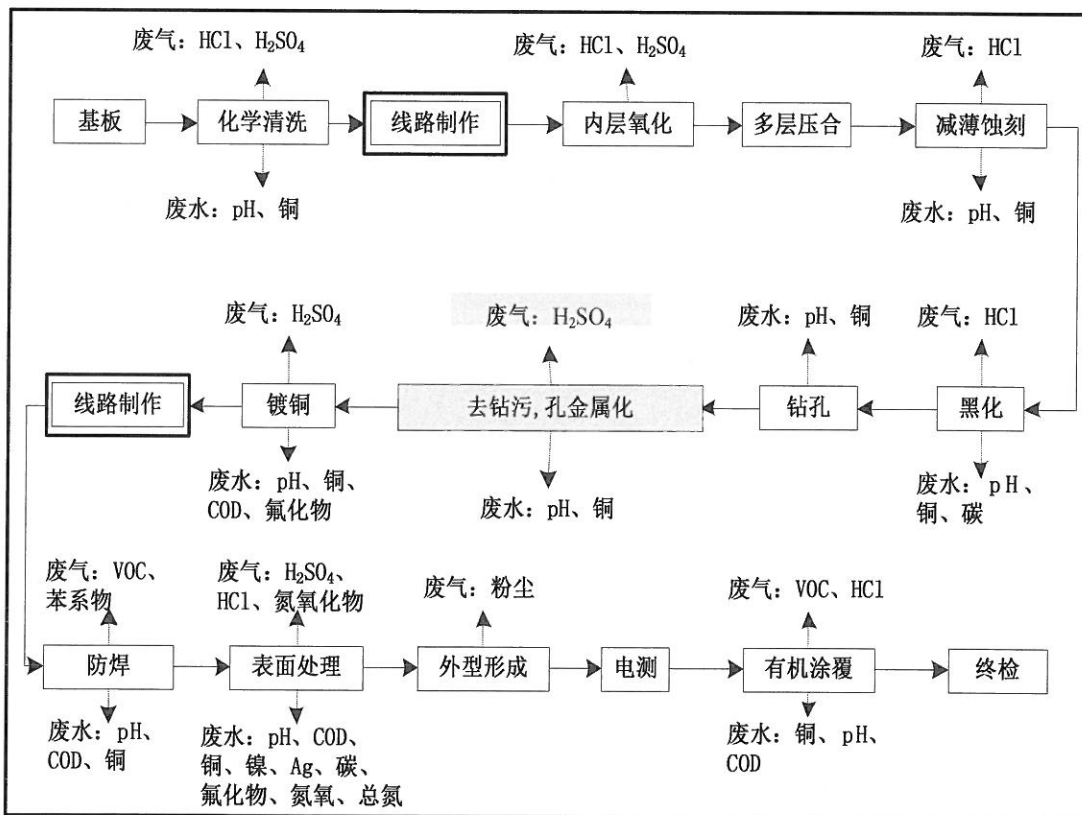 废气：HCl、H₂SO₄
废气：HCl、H₂SO₄
废气：HCl
基板
化学清洗
线路制作
内层氧化
多层压合
减薄蚀刻
废水：pH、铜
废水：pH、铜
废气：H₂SO₄
废气：H₂SO₄
废水：pH、铜
废气：HCl
线路制作
镀铜
去钻污,孔金属化
钻孔
黑化
废水：pH、铜、
COD、氟化物
废水：pH、铜
废水：pH、
铜、碳
废气：VOC、
苯系物
废气：H₂SO₄、
HCl、氮氧化物
废气：粉尘
废气：VOC、HCl
防焊
表面处理
外型形成
电测
有机涂覆
终检
废水：pH、
COD、铜
废水：pH、COD、
铜、镍、Ag、碳、
氟化物、氮氧、总氮
废水：铜、pH、
COD